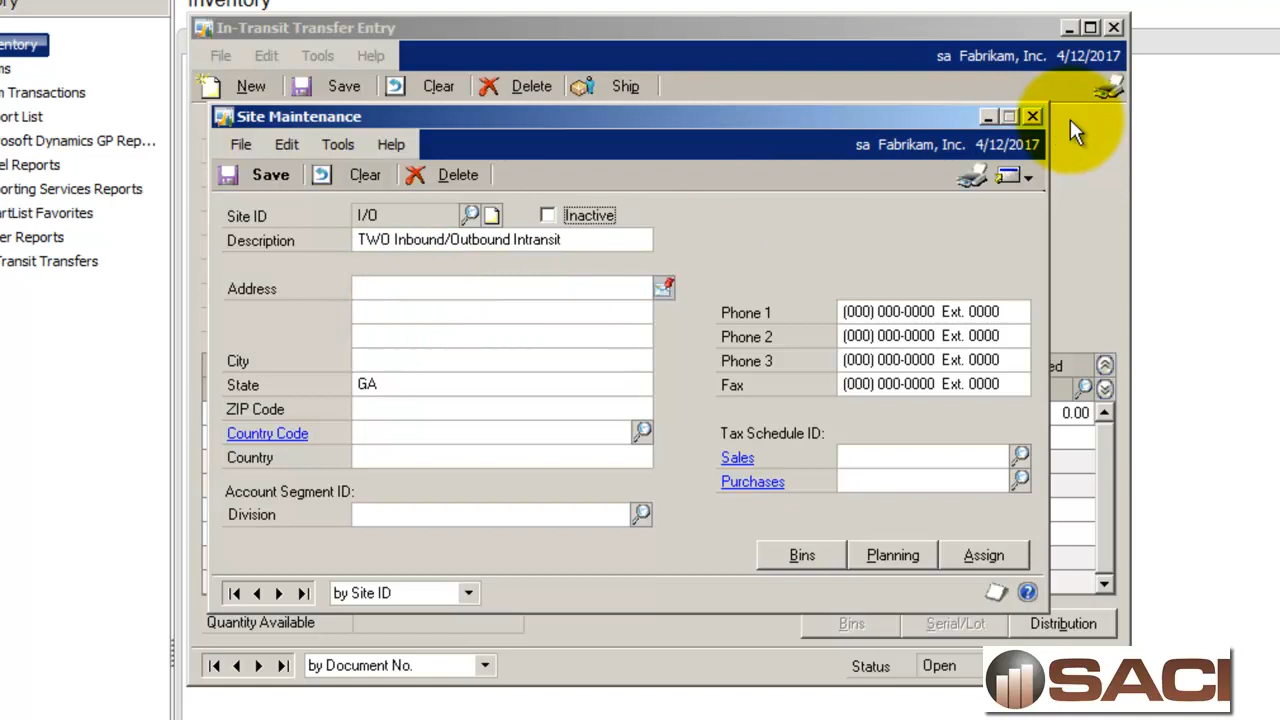 ory
Inventory
entory
ms
m Transactions
ort List
rosoft Dynamics GP Rep...
el Reports
orting Services Reports
artList Favorites
er Reports
Transit Transfers
In-Transit Transfer Entry
File Edit Tools Help
sa Fabrikam, Inc. 4/12/2017
New Save Clear Delete Ship
Site Maintenance
File Edit Tools Help
sa Fabrikam, Inc. 4/12/2017
Save Clear Delete
Site ID I/O Inactive
Description TWO Inbound/Outbound Intransit
Address
City
State GA
ZIP Code
Country Code
Country
Account Segment ID:
Division
Phone 1 (000) 000-0000 Ext. 0000
Phone 2 (000) 000-0000 Ext. 0000
Phone 3 (000) 000-0000 Ext. 0000
Fax (000) 000-0000 Ext. 0000
Tax Schedule ID:
Sales
Purchases
Bins Planning Assign
by Site ID
ed
0.00
Quantity Available
Bins Serial/Lot Distribution
by Document No.
Status Open
SACI